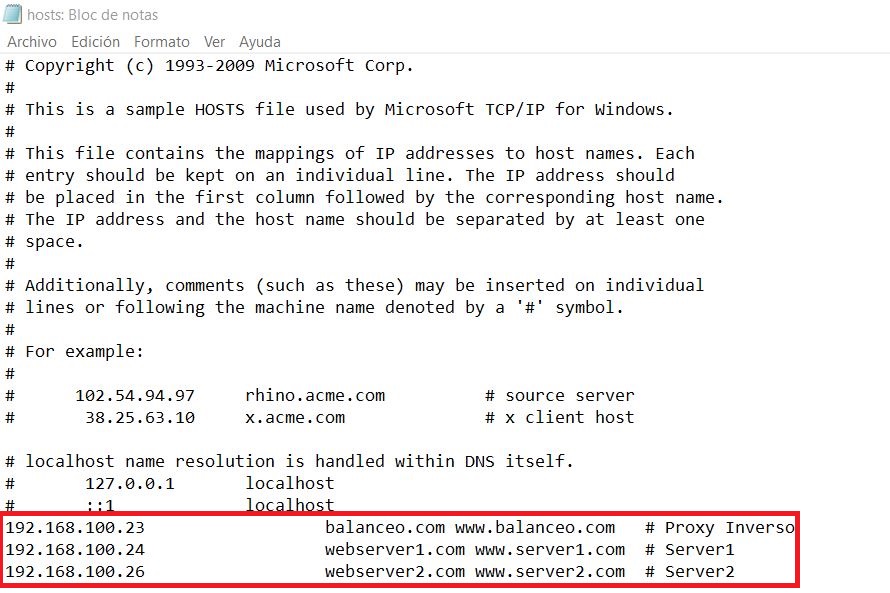 hosts: Bloc de notas
Archivo Edición Formato Ver Ayuda
# Copyright (c) 1993-2009 Microsoft Corp.
#
# This is a sample HOSTS file used by Microsoft TCP/IP for Windows.
#
# This file contains the mappings of IP addresses to host names. Each
# entry should be kept on an individual line. The IP address should
# be placed in the first column followed by the corresponding host name.
# The IP address and the host name should be separated by at least one
# space.
#
# Additionally, comments (such as these) may be inserted on individual
# lines or following the machine name denoted by a '#' symbol.
#
# For example:
#
#      102.54.94.97     rhino.acme.com          # source server
#       38.25.63.10     x.acme.com              # x client host

# localhost name resolution is handled within DNS itself.
#       127.0.0.1       localhost
#       ::1             localhost
192.168.100.23                  balanceo.com www.balanceo.com   # Proxy Inverso
192.168.100.24                  webserver1.com www.server1.com  # Server1
192.168.100.26                  webserver2.com www.server2.com  # Server2